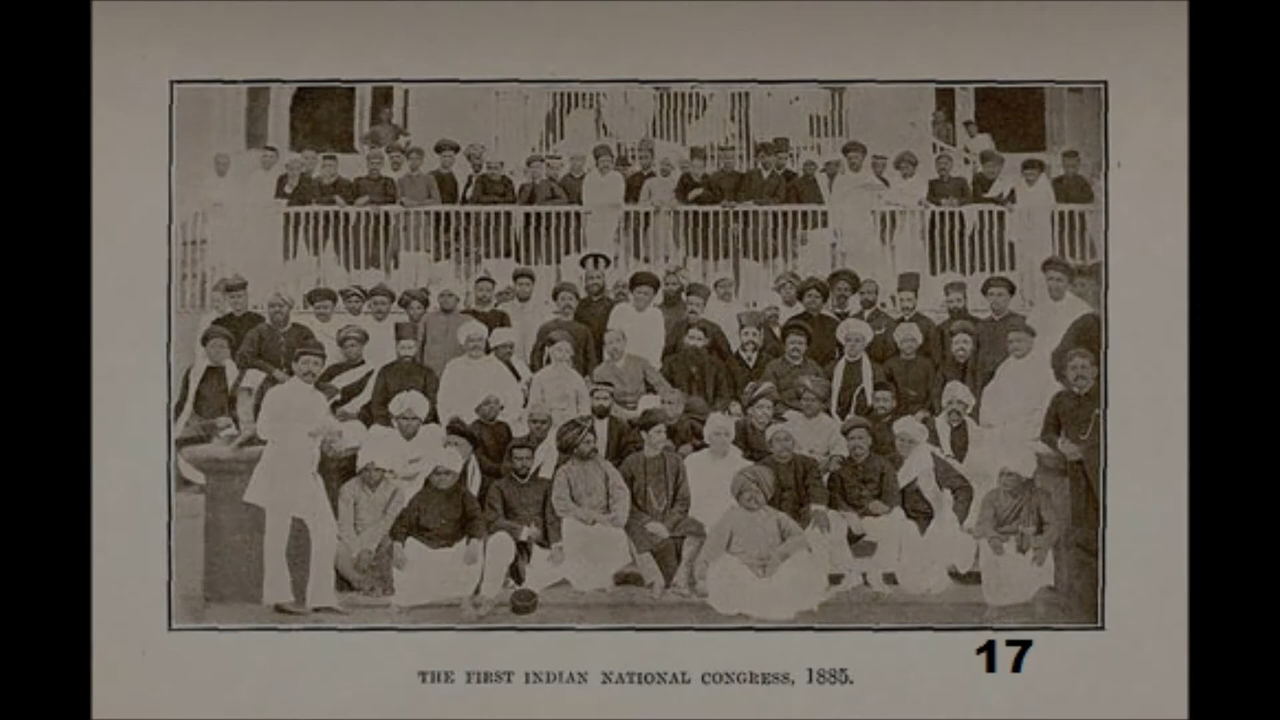 17
THE FIRST INDIAN NATIONAL CONGRESS, 1885.